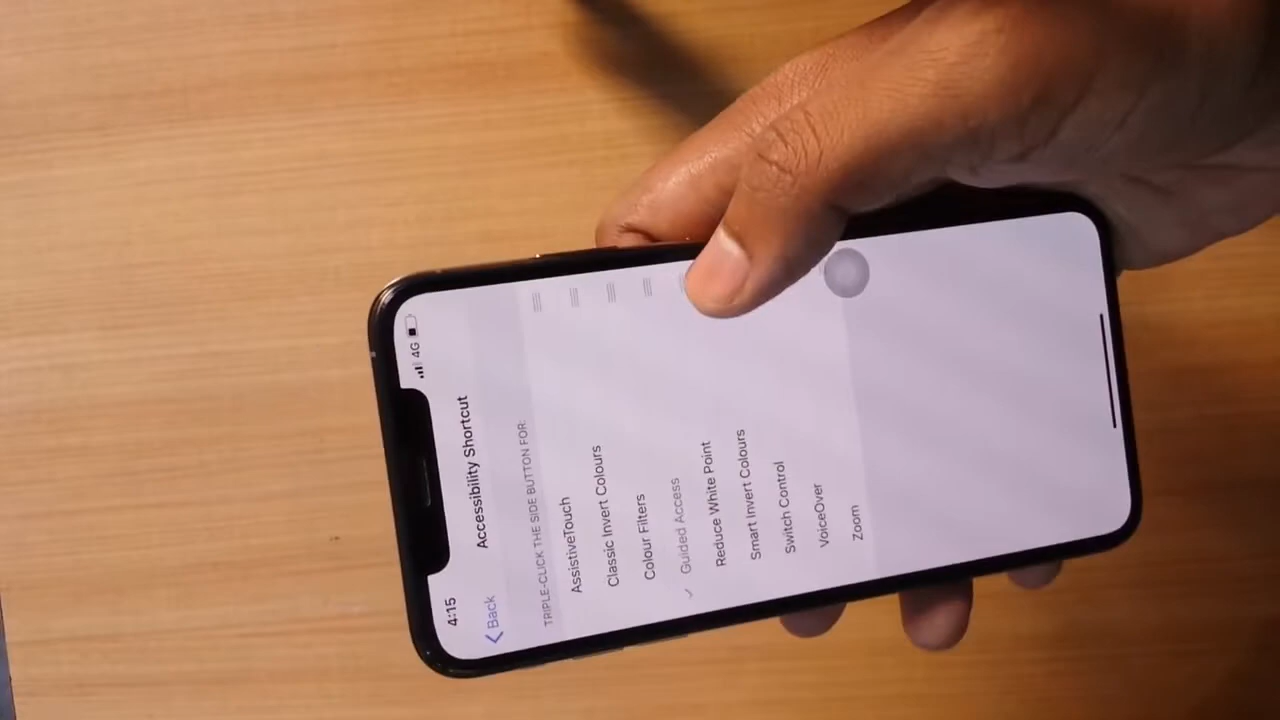 4:15
4G
Back
Accessibility Shortcut
TRIPLE-CLICK THE SIDE BUTTON FOR:
AssistiveTouch
Classic Invert Colours
Colour Filters
Guided Access
Reduce White Point
Smart Invert Colours
Switch Control
VoiceOver
Zoom